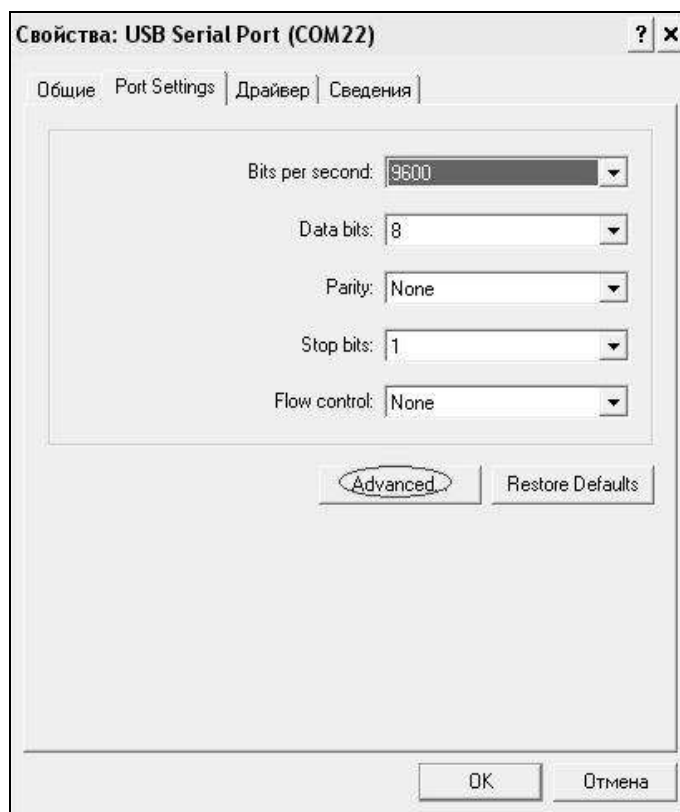 Свойства: USB Serial Port (COM22) ? ×
Общие Port Settings Драйвер Сведения
Bits per second: 9600
Data bits: 8
Parity: None
Stop bits: 1
Flow control: None
Advanced... Restore Defaults
OK Отмена